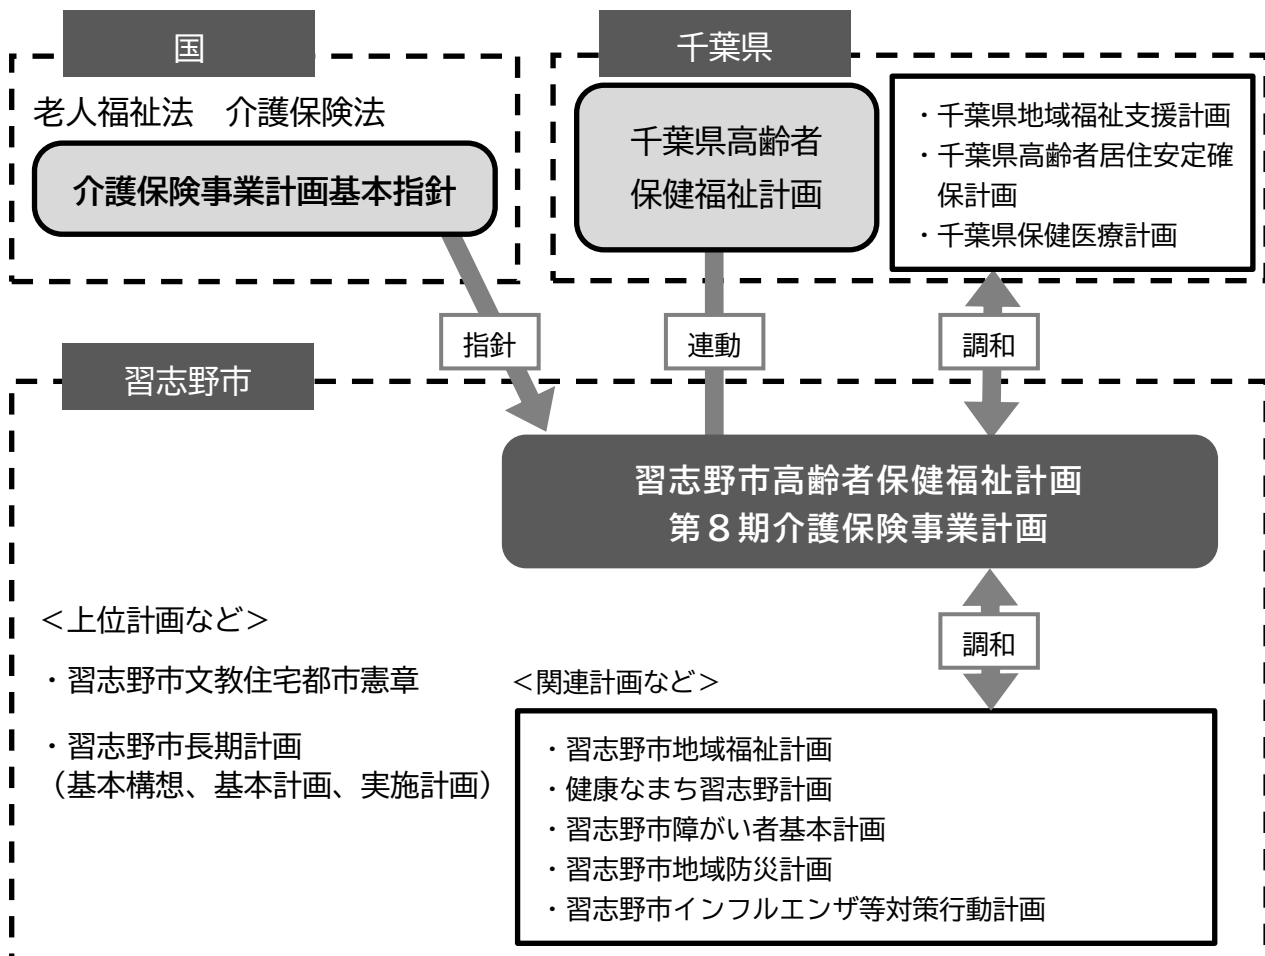 国
老人福祉法　介護保険法
介護保険事業計画基本指針
千葉県
千葉県高齢者
保健福祉計画
・千葉県地域福祉支援計画
・千葉県高齢者居住安定確
保計画
・千葉県保健医療計画
指針
連動
調和
習志野市
習志野市高齢者保健福祉計画
第８期介護保険事業計画
調和
＜上位計画など＞
・習志野市文教住宅都市憲章
・習志野市長期計画
（基本構想、基本計画、実施計画）
＜関連計画など＞
・習志野市地域福祉計画
・健康なまち習志野計画
・習志野市障がい者基本計画
・習志野市地域防災計画
・習志野市インフルエンザ等対策行動計画